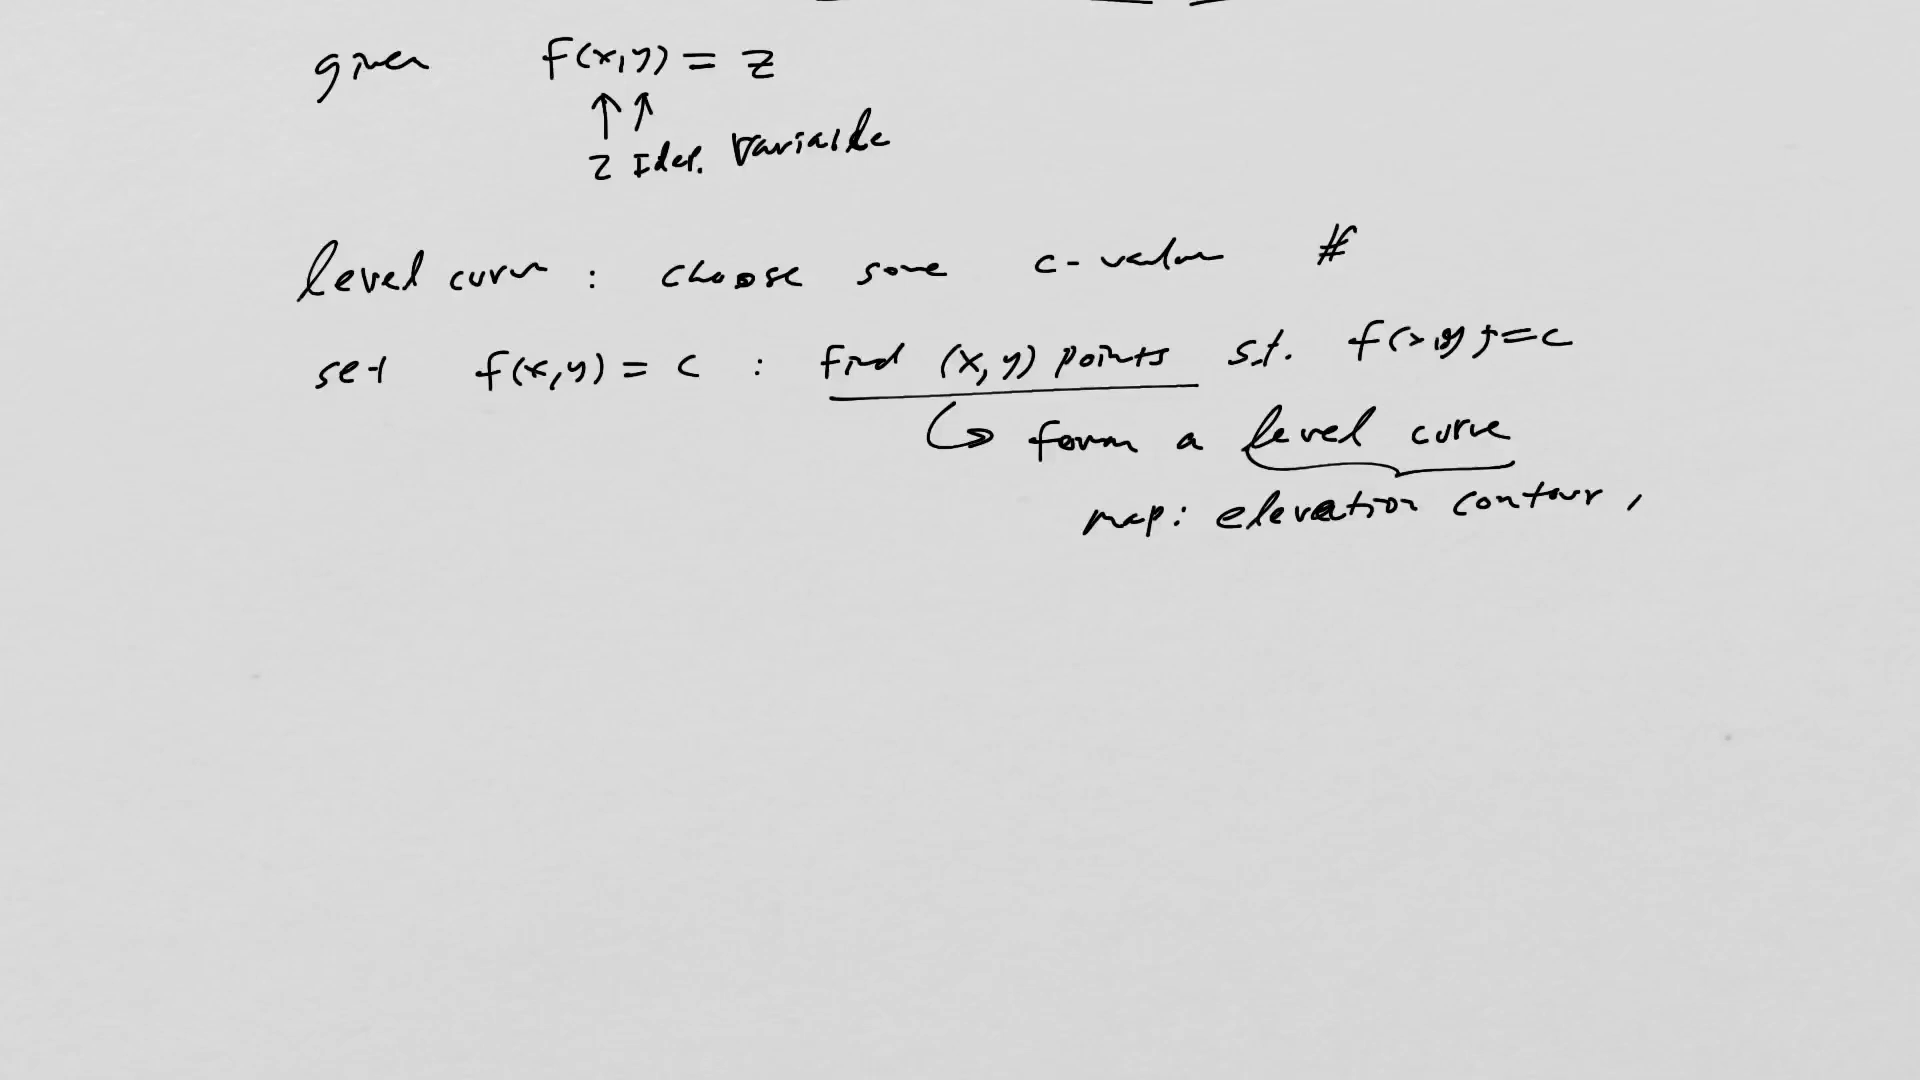 given f(x,y) = z
↑ ↑
2 Idep. Variable
level curve : choose some c-value #
set f(x,y) = c : find (x,y) points s.t. f(x,y)=c
↳ form a level curve
map: elevation contour,